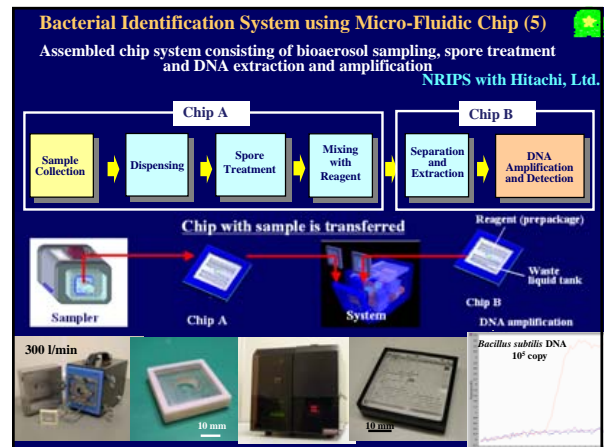 Bacterial Identification System using Micro-Fluidic Chip (5)
Assembled chip system consisting of bioaerosol sampling, spore treatment
and DNA extraction and amplification
NRIPS with Hitachi, Ltd.
Chip A
Chip B
Sample
Collection
Dispensing
Spore
Treatment
Mixing
with
Reagent
Separation
and
Extraction
DNA
Amplification
and Detection
Chip with sample is transferred
Reagent (prepackage)
Waste
liquid tank
Sampler
Chip A
System
Chip B
DNA amplification
300 l/min
10 mm
10 mm
Bacillus subtilis DNA
10⁵ copy